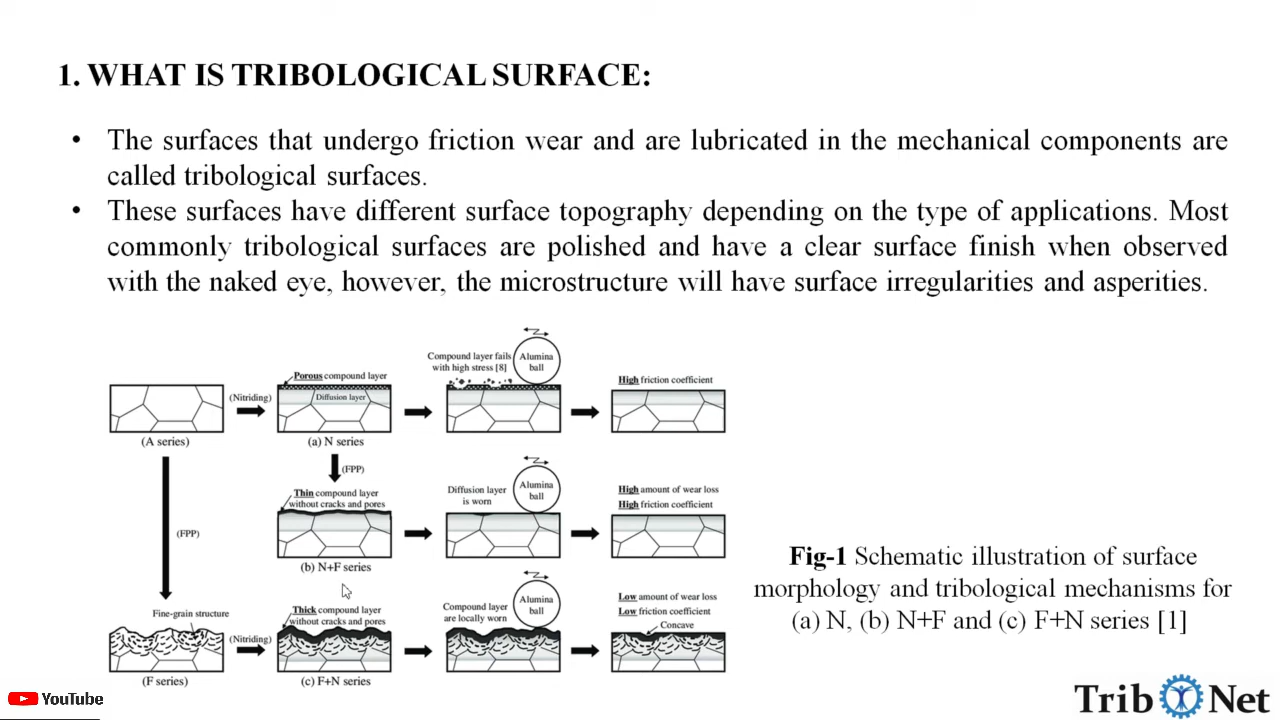 1. WHAT IS TRIBOLOGICAL SURFACE:
• The surfaces that undergo friction wear and are lubricated in the mechanical components are
called tribological surfaces.
• These surfaces have different surface topography depending on the type of applications. Most
commonly tribological surfaces are polished and have a clear surface finish when observed
with the naked eye, however, the microstructure will have surface irregularities and asperities.
(A series)
(Nitriding)
Porous compound layer
Diffusion layer
(a) N series
Compound layer fails
with high stress [8]
Alumina
ball
High friction coefficient
(FPP)
(FPP)
Thin compound layer
without cracks and pores
(b) N+F series
Diffusion layer
is worn
Alumina
ball
High amount of wear loss
High friction coefficient
Fine-grain structure
(F series)
(Nitriding)
Thick compound layer
without cracks and pores
(c) F+N series
Compound layer
are locally worn
Alumina
ball
Low amount of wear loss
Low friction coefficient
Concave
Fig-1 Schematic illustration of surface
morphology and tribological mechanisms for
(a) N, (b) N+F and (c) F+N series [1]
YouTube
Trib Net